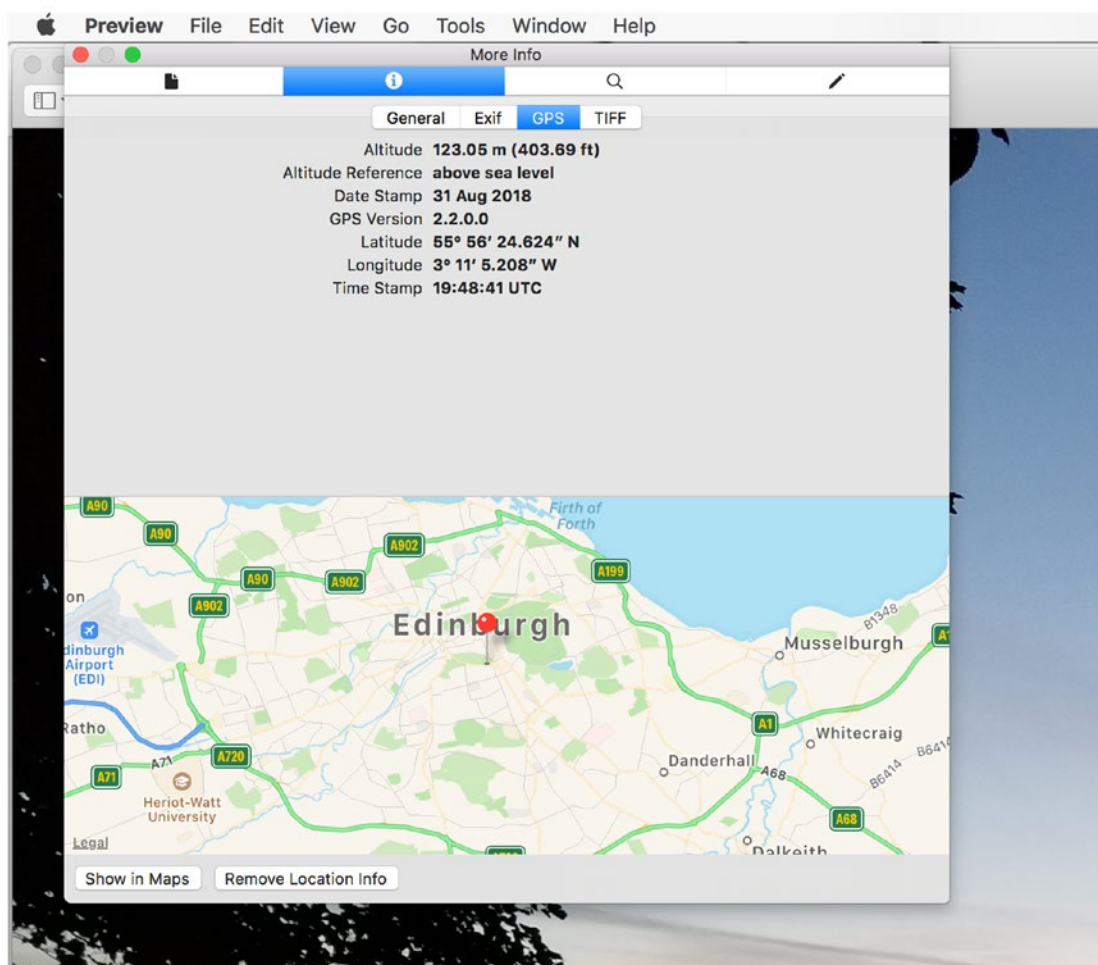 Preview File Edit View Go Tools Window Help
More Info
General Exif GPS TIFF
Altitude 123.05 m (403.69 ft)
Altitude Reference above sea level
Date Stamp 31 Aug 2018
GPS Version 2.2.0.0
Latitude 55° 56′ 24.624″ N
Longitude 3° 11′ 5.208″ W
Time Stamp 19:48:41 UTC
A90
Firth of
Forth
A90
A902
A90
A902
A199
on
A902
Edinburgh
B1348
dinburgh
Airport
(EDI)
Musselburgh
A1
Ratho
A1
Whitecraig
A71
A720
Danderhall
A68
B6414
B6414
A71
Heriot-Watt
University
A68
Legal
Dalkeith
Show in Maps Remove Location Info